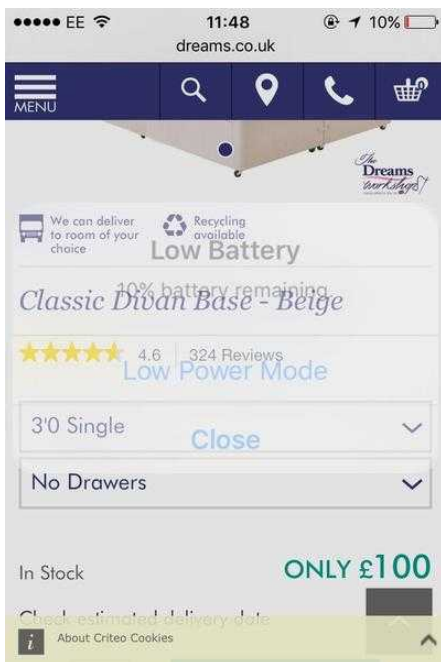 EE 11:48 10%
dreams.co.uk
MENU
0
The
Dreams
workshop
We can deliver
to room of your
choice
Recycling
available
Low Battery
10% battery remaining
Classic Divan Base - Beige
4.6 324 Reviews
Low Power Mode
3'0 Single
Close
No Drawers
In Stock
ONLY £100
Check estimated delivery date
i About Criteo Cookies